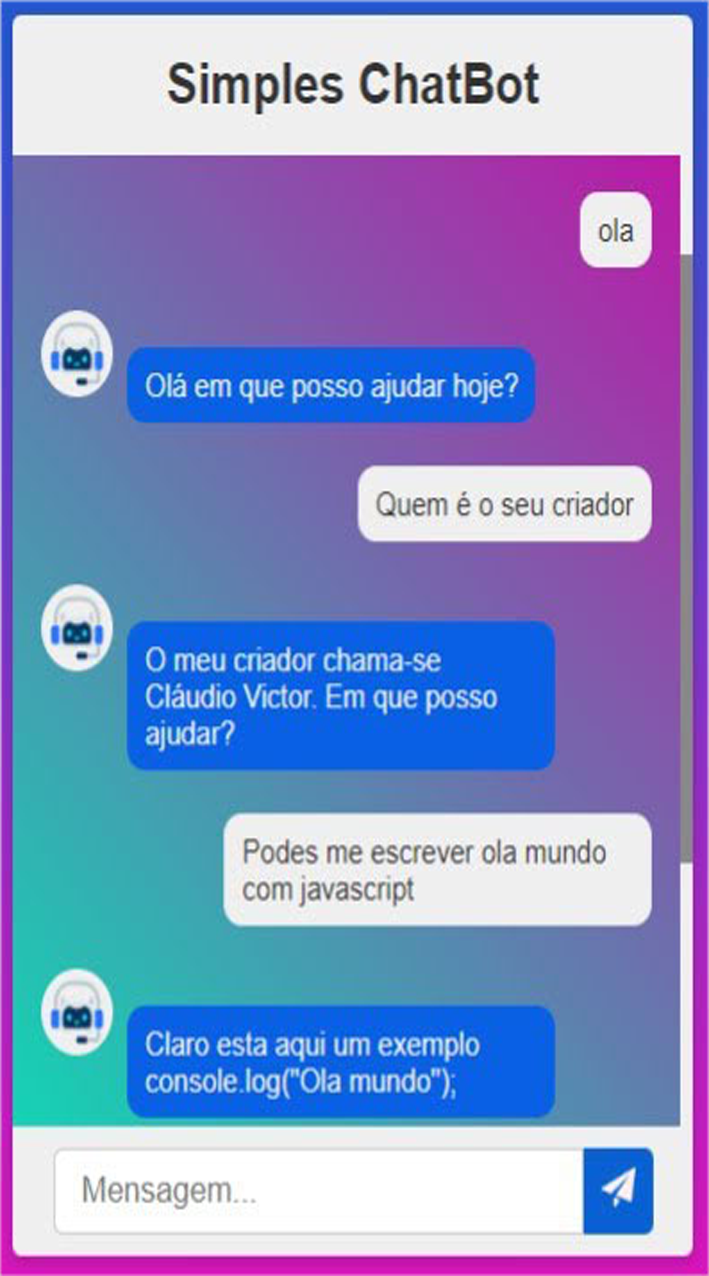 Simples ChatBot
ola
Olá em que posso ajudar hoje?
Quem é o seu criador
O meu criador chama-se
Cláudio Victor. Em que posso
ajudar?
Podes me escrever ola mundo
com javascript
Claro esta aqui um exemplo
console.log("Ola mundo");
Mensagem...